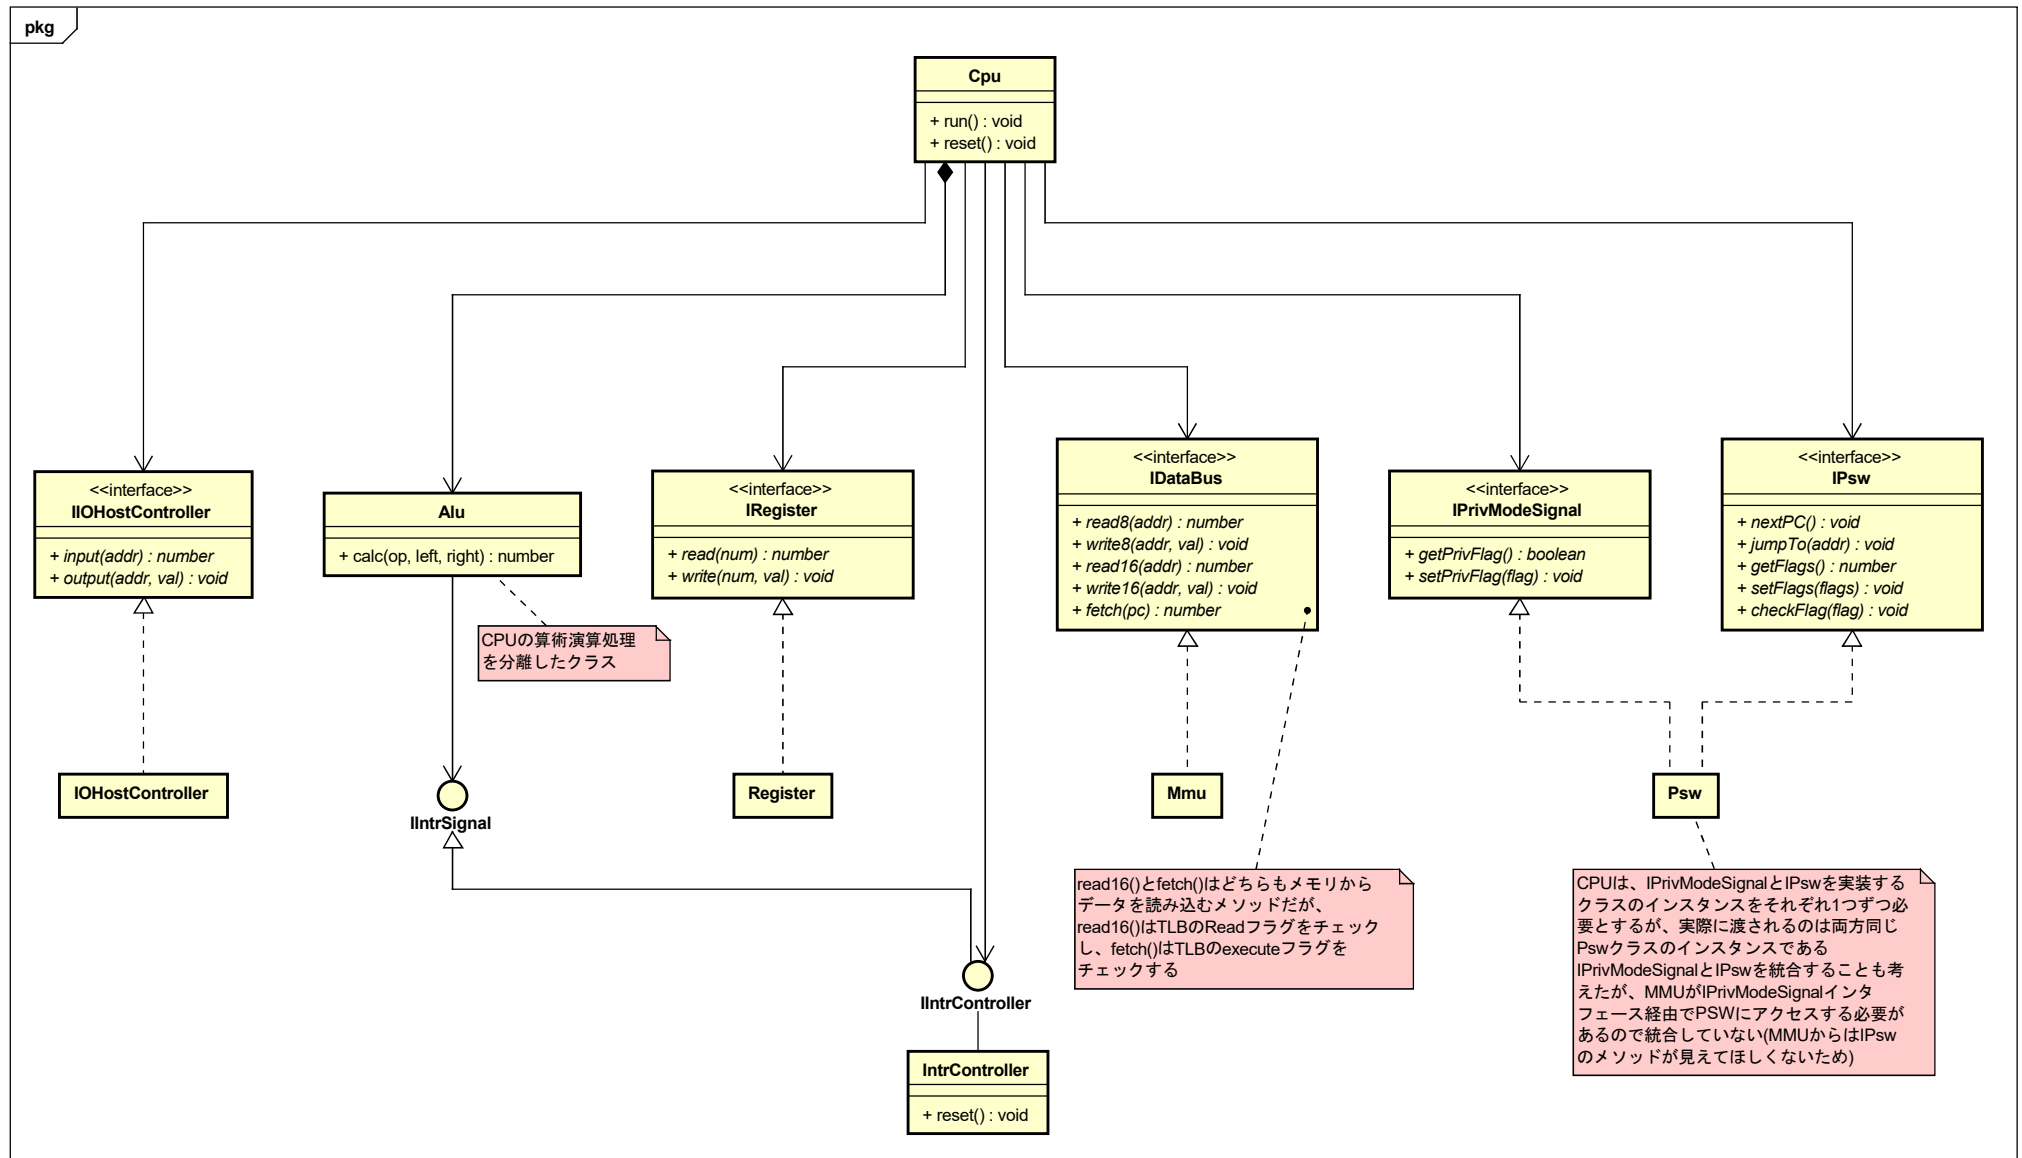 pkg
Cpu
+ run() : void
+ reset() : void
<<interface>>
IIOHostController
+ input(addr) : number
+ output(addr, val) : void
Alu
+ calc(op, left, right) : number
<<interface>>
IRegister
+ read(num) : number
+ write(num, val) : void
<<interface>>
IDataBus
+ read8(addr) : number
+ write8(addr, val) : void
+ read16(addr) : number
+ write16(addr, val) : void
+ fetch(pc) : number
<<interface>>
IPrivModeSignal
+ getPrivFlag() : boolean
+ setPrivFlag(flag) : void
<<interface>>
IPsw
+ nextPC() : void
+ jumpTo(addr) : void
+ getFlags() : number
+ setFlags(flags) : void
+ checkFlag(flag) : void
CPUの算術演算処理
を分離したクラス
IOHostController
IIntrSignal
Register
Mmu
Psw
read16()とfetch()はどちらもメモリから
データを読み込むメソッドだが、
read16()はTLBのReadフラグをチェック
し、fetch()はTLBのexecuteフラグを
チェックする
CPUは、IPrivModeSignalとIPswを実装する
クラスのインスタンスをそれぞれ1つずつ必
要とするが、実際に渡されるのは両方同じ
Pswクラスのインスタンスである
IPrivModeSignalとIPswを統合することも考
えたが、MMUがIPrivModeSignalインタ
フェース経由でPSWにアクセスする必要が
あるので統合していない(MMUからはIPsw
のメソッドが見えてほしくないため)
IIntrController
IntrController
+ reset() : void